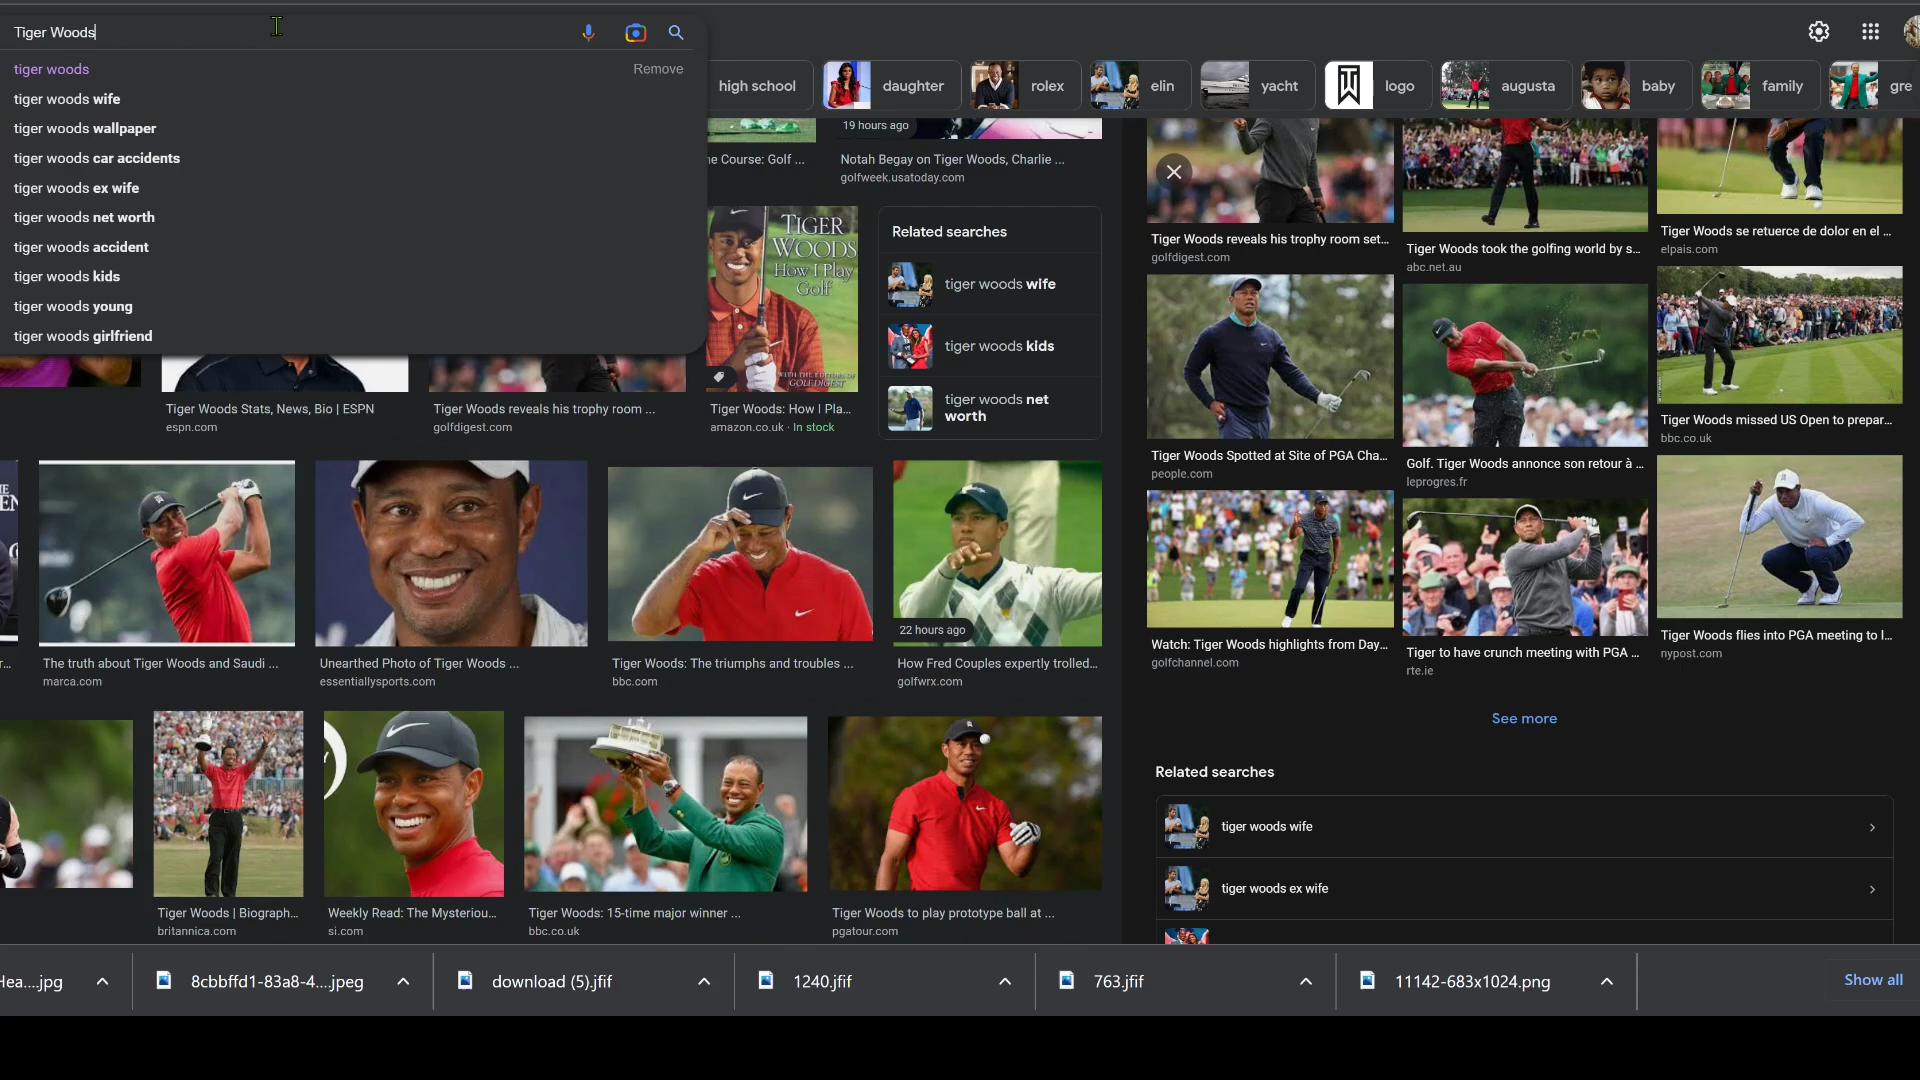 Tiger Woods
tiger woods
Remove
tiger woods wife
tiger woods wallpaper
tiger woods car accidents
tiger woods ex wife
tiger woods net worth
tiger woods accident
tiger woods kids
tiger woods young
tiger woods girlfriend
high school
daughter
rolex
elin
yacht
logo
augusta
baby
family
gre
19 hours ago
ne Course: Golf ...
Notah Begay on Tiger Woods, Charlie ...
golfweek.usatoday.com
TIGER
WOODS
How I Play
Golf
WITH THE EDITORS OF
GOLF DIGEST
Related searches
tiger woods wife
tiger woods kids
tiger woods net
worth
Tiger Woods Stats, News, Bio | ESPN
espn.com
Tiger Woods reveals his trophy room ...
golfdigest.com
Tiger Woods: How I Pla...
amazon.co.uk · In stock
The truth about Tiger Woods and Saudi ...
marca.com
Unearthed Photo of Tiger Woods ...
essentiallysports.com
Tiger Woods: The triumphs and troubles ...
bbc.com
22 hours ago
How Fred Couples expertly trolled...
golfwrx.com
Tiger Woods | Biograph...
britannica.com
Weekly Read: The Mysteriou...
si.com
Tiger Woods: 15-time major winner ...
bbc.co.uk
Tiger Woods to play prototype ball at ...
pgatour.com
Tiger Woods reveals his trophy room set...
golfdigest.com
Tiger Woods took the golfing world by s...
abc.net.au
Tiger Woods se retuerce de dolor en el ...
elpais.com
Tiger Woods Spotted at Site of PGA Cha...
people.com
Golf. Tiger Woods annonce son retour à ...
leprogres.fr
Tiger Woods missed US Open to prepar...
bbc.co.uk
Watch: Tiger Woods highlights from Day...
golfchannel.com
Tiger to have crunch meeting with PGA ...
rte.ie
Tiger Woods flies into PGA meeting to l...
nypost.com
See more
Related searches
tiger woods wife
tiger woods ex wife
Hea....jpg
8cbbffd1-83a8-4....jpeg
download (5).jfif
1240.jfif
763.jfif
11142-683x1024.png
Show all